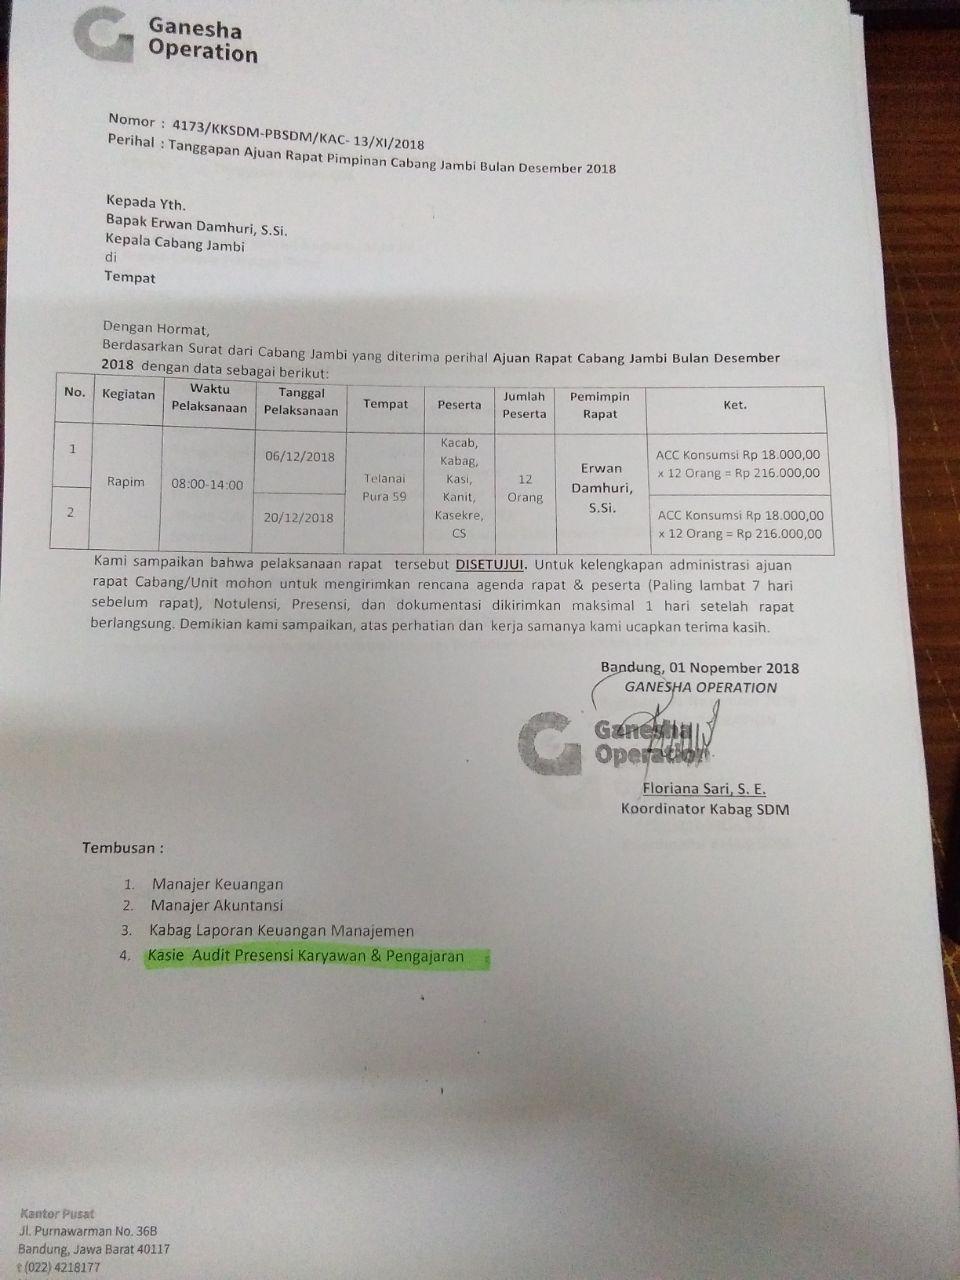 Ganesha
Operation
Nomor : 4173/KKSDM-PBSDM/KAC- 13/XI/2018
Perihal : Tanggapan Ajuan Rapat Pimpinan Cabang Jambi Bulan Desember 2018
Kepada Yth.
Bapak Erwan Damhuri, S.Si.
Kepala Cabang Jambi
di
Tempat
Dengan Hormat,
Berdasarkan Surat dari Cabang Jambi yang diterima perihal Ajuan Rapat Cabang Jambi Bulan Desember
2018 dengan data sebagai berikut:
No. Kegiatan Waktu Pelaksanaan Tanggal Pelaksanaan Tempat Peserta Jumlah Peserta Pemimpin Rapat Ket.
1 Rapim 08:00-14:00 06/12/2018 Telanai Pura 59 Kacab, Kabag, Kasi, Kanit, Kasekre, CS 12 Orang Erwan Damhuri, S.Si. ACC Konsumsi Rp 18.000,00 x 12 Orang = Rp 216.000,00
2 20/12/2018 ACC Konsumsi Rp 18.000,00 x 12 Orang = Rp 216.000,00
Kami sampaikan bahwa pelaksanaan rapat tersebut DISETUJUI. Untuk kelengkapan administrasi ajuan
rapat Cabang/Unit mohon untuk mengirimkan rencana agenda rapat & peserta (Paling lambat 7 hari
sebelum rapat), Notulensi, Presensi, dan dokumentasi dikirimkan maksimal 1 hari setelah rapat
berlangsung. Demikian kami sampaikan, atas perhatian dan kerja samanya kami ucapkan terima kasih.
Bandung, 01 Nopember 2018
GANESHA OPERATION
Ganesha
Operation
Floriana Sari, S. E.
Koordinator Kabag SDM
Tembusan :
1. Manajer Keuangan
2. Manajer Akuntansi
3. Kabag Laporan Keuangan Manajemen
4. Kasie Audit Presensi Karyawan & Pengajaran
Kantor Pusat
Jl. Purnawarman No. 36B
Bandung, Jawa Barat 40117
t (022) 4218177